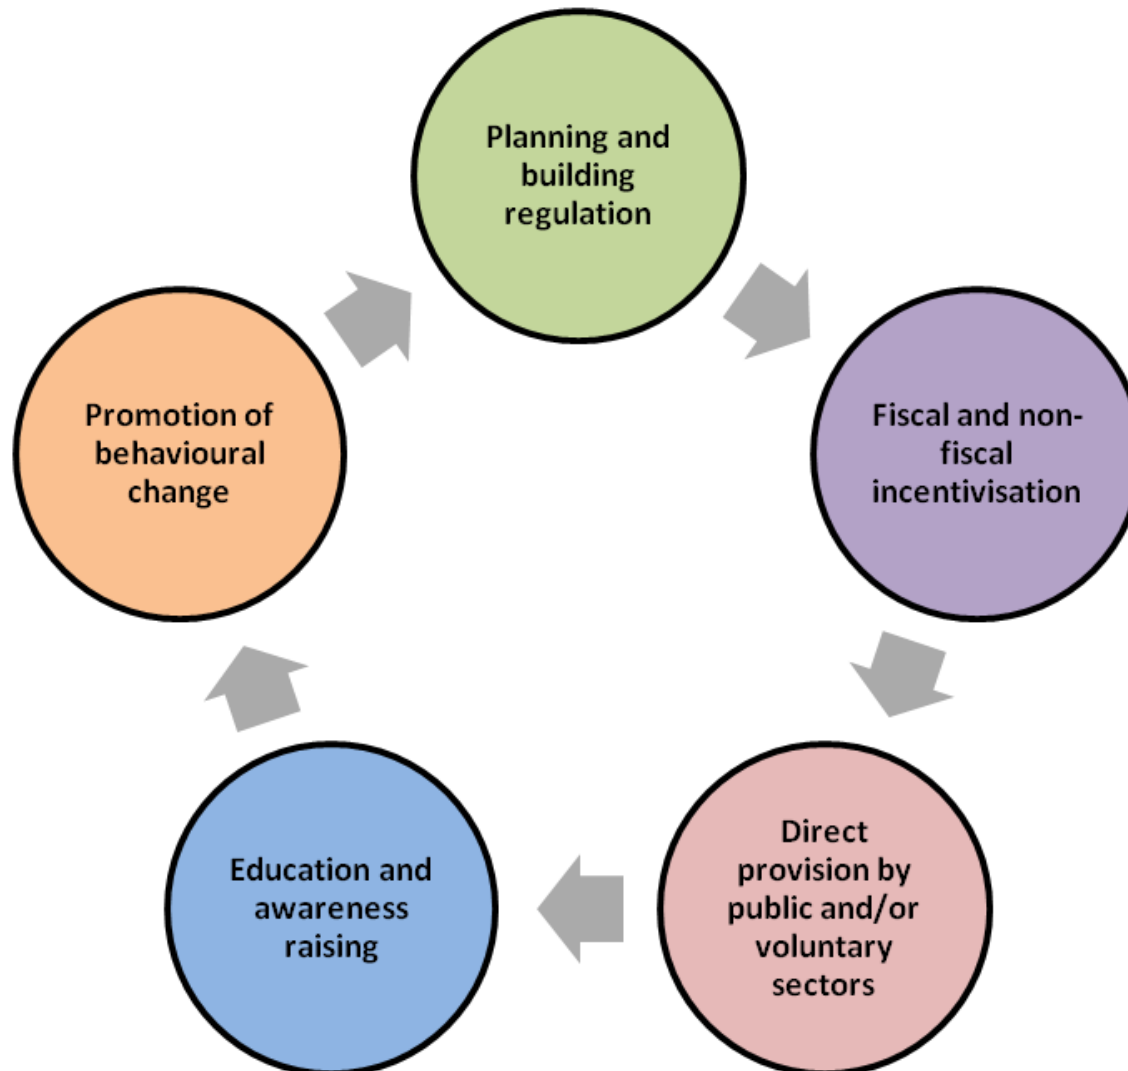 Planning and
building
regulation
Fiscal and non-
fiscal
incentivisation
Direct
provision by
public and/or
voluntary
sectors
Education and
awareness
raising
Promotion of
behavioural
change